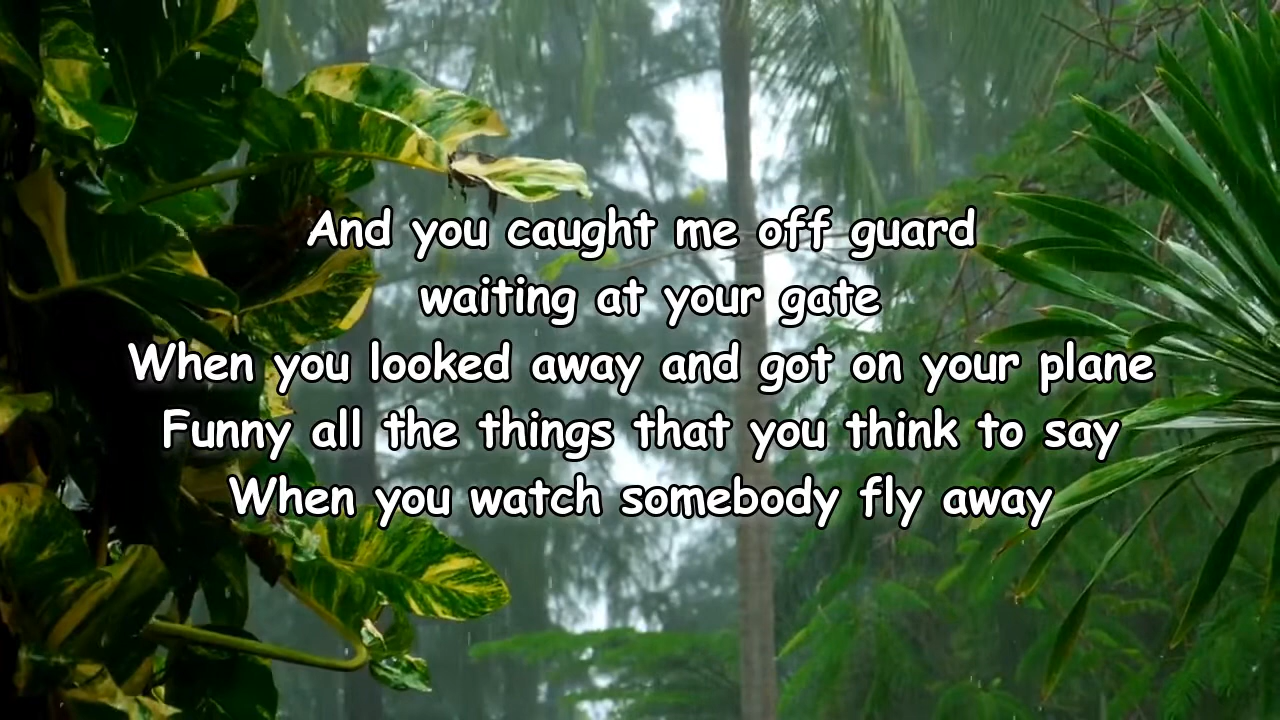 And you caught me off guard
waiting at your gate
When you looked away and got on your plane
Funny all the things that you think to say
When you watch somebody fly away